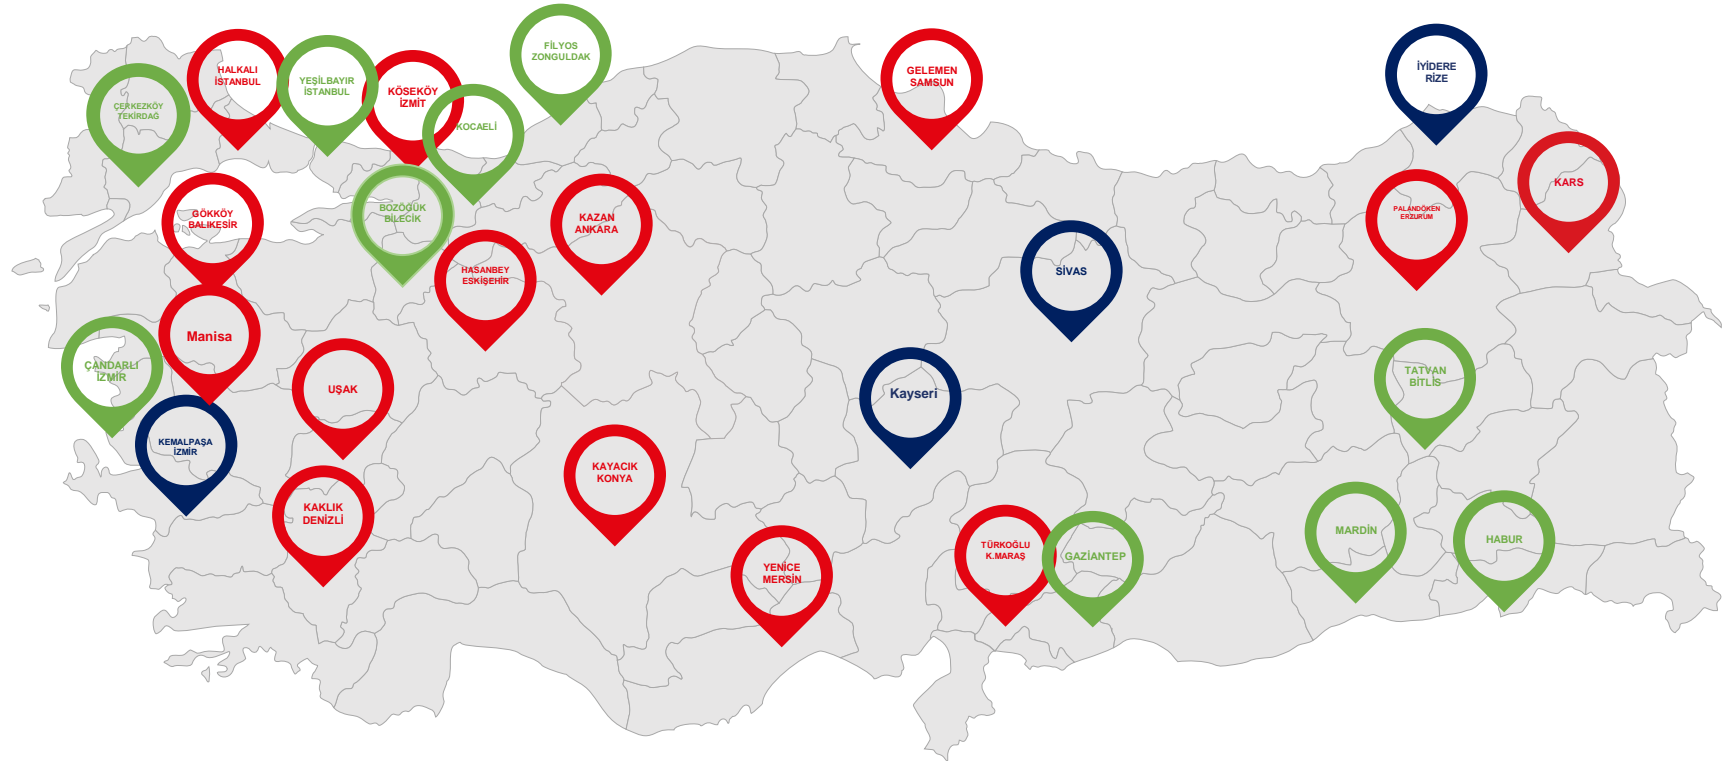 FİLYOS
ZONGULDAK
HALKALI
İSTANBUL
YEŞİLBAYIR
İSTANBUL
KÖSEKÖY
İZMİT
GELEMEN
SAMSUN
İYİDERE
RİZE
ÇERKEZKÖY
TEKİRDAĞ
KOCAELİ
KARS
GÖKKÖY
BALIKESİR
BOZÖĞÜK
BİLECİK
KAZAN
ANKARA
PALANDÖKEN
ERZURUM
HASANBEY
ESKİŞEHİR
SİVAS
Manisa
ÇANDARLI
İZMİR
UŞAK
Kayseri
TATVAN
BİTLİS
KEMALPAŞA
İZMİR
KAYACIK
KONYA
KAKLIK
DENİZLİ
YENİCE
MERSİN
TÜRKOĞLU
K.MARAŞ
GAZİANTEP
MARDİN
HABUR